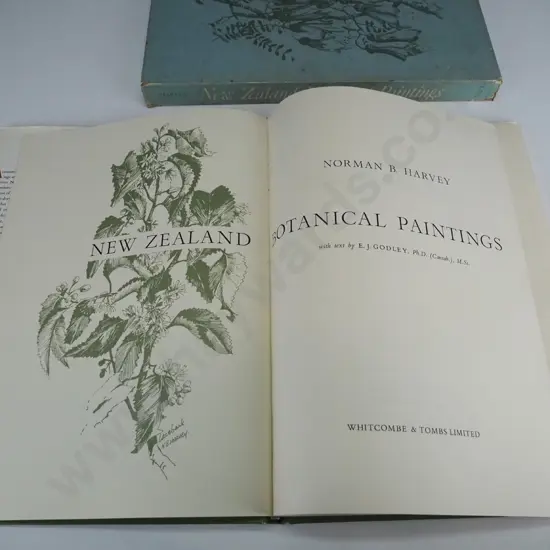 New Zealand Paintings
NORMAN B. HARVEY
NEW ZEALAND BOTANICAL PAINTINGS
with text by E. J. GODLEY, Ph.D. (Cantab.), M.Sc.
WHITCOMBE & TOMBS LIMITED